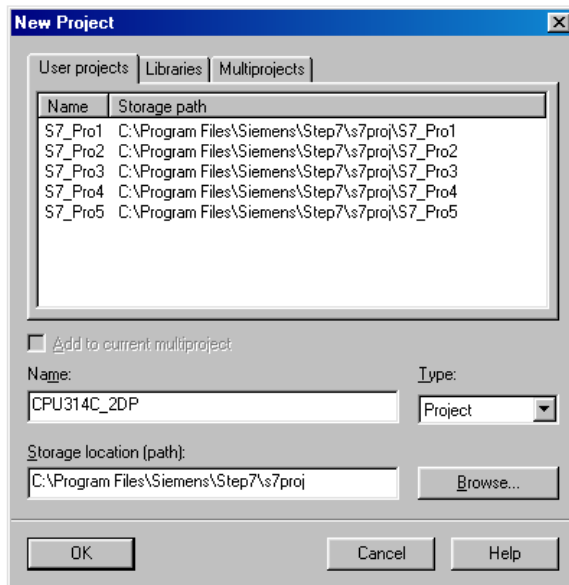 New Project
User projects Libraries Multiprojects
Name Storage path
S7_Pro1 C:\Program Files\Siemens\Step7\s7proj\S7_Pro1
S7_Pro2 C:\Program Files\Siemens\Step7\s7proj\S7_Pro2
S7_Pro3 C:\Program Files\Siemens\Step7\s7proj\S7_Pro3
S7_Pro4 C:\Program Files\Siemens\Step7\s7proj\S7_Pro4
S7_Pro5 C:\Program Files\Siemens\Step7\s7proj\S7_Pro5
Add to current multiproject
Name: Type:
CPU314C_2DP Project
Storage location (path):
C:\Program Files\Siemens\Step7\s7proj Browse...
OK Cancel Help